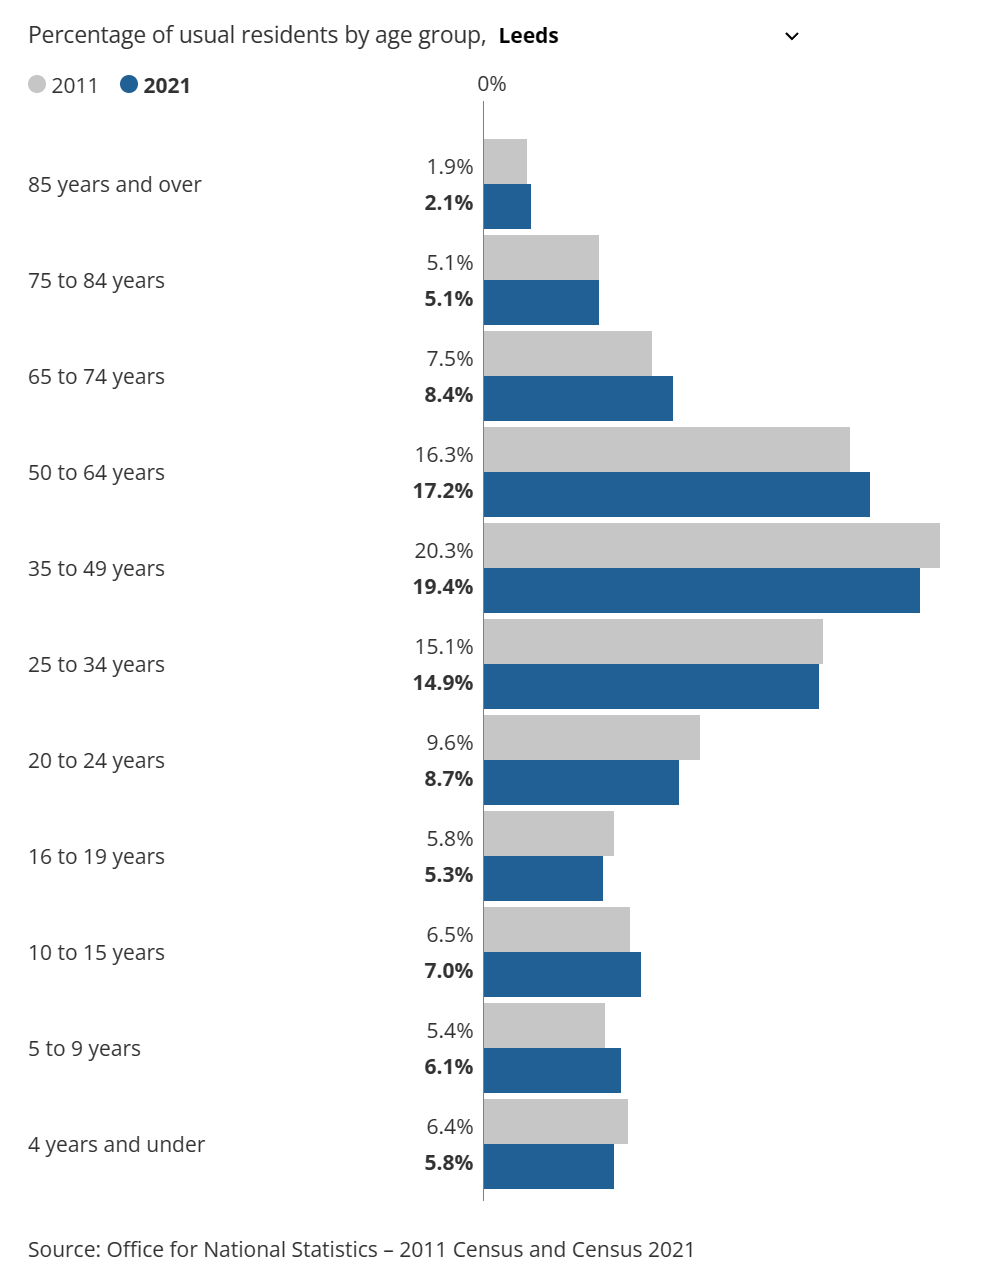 Percentage of usual residents by age group, Leeds
2011 2021
0%
85 years and over
1.9%
2.1%
75 to 84 years
5.1%
5.1%
65 to 74 years
7.5%
8.4%
50 to 64 years
16.3%
17.2%
35 to 49 years
20.3%
19.4%
25 to 34 years
15.1%
14.9%
20 to 24 years
9.6%
8.7%
16 to 19 years
5.8%
5.3%
10 to 15 years
6.5%
7.0%
5 to 9 years
5.4%
6.1%
4 years and under
6.4%
5.8%
Source: Office for National Statistics – 2011 Census and Census 2021